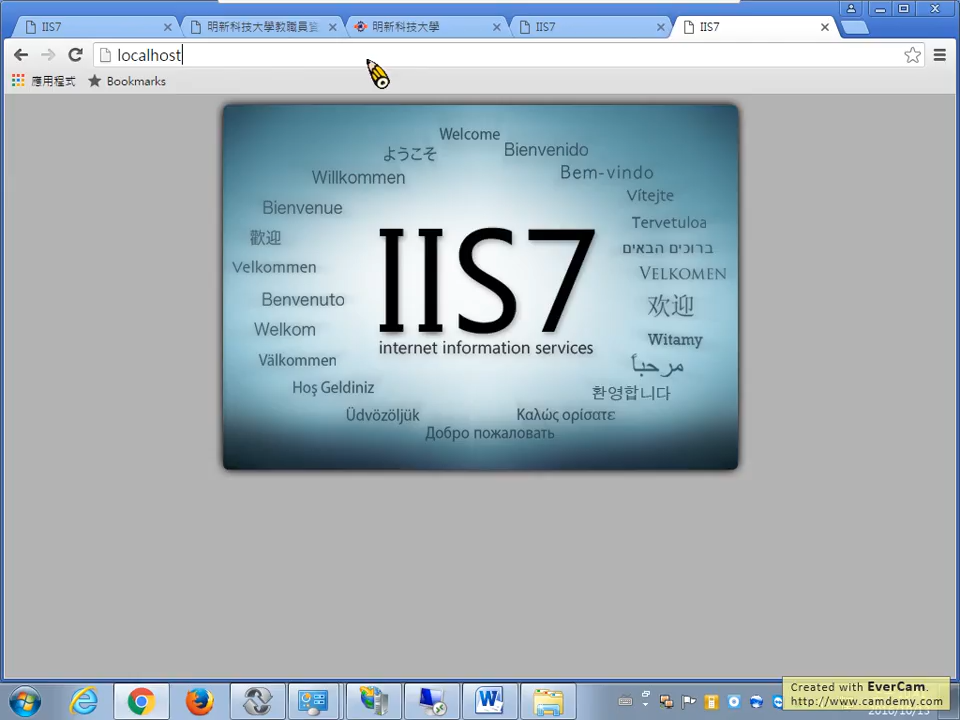 IIS7
明新科技大學教職員
明新科技大學
IIS7
IIS7
localhost
應用程式
Bookmarks
Welcome
ようこそ
Bienvenido
Willkommen
Bem-vindo
Bienvenue
Vítejte
歡迎
Tervetuloa
ברוכים הבאים
Velkommen
VELKOMEN
Benvenuto
欢迎
Welkom
Witamy
Välkommen
مرحباً
Hoş Geldiniz
환영합니다
Üdvözöljük
Καλώς ορίσατε
Добро пожаловать
IIS7
internet information services
Created with EverCam.
http://www.camdemy.com